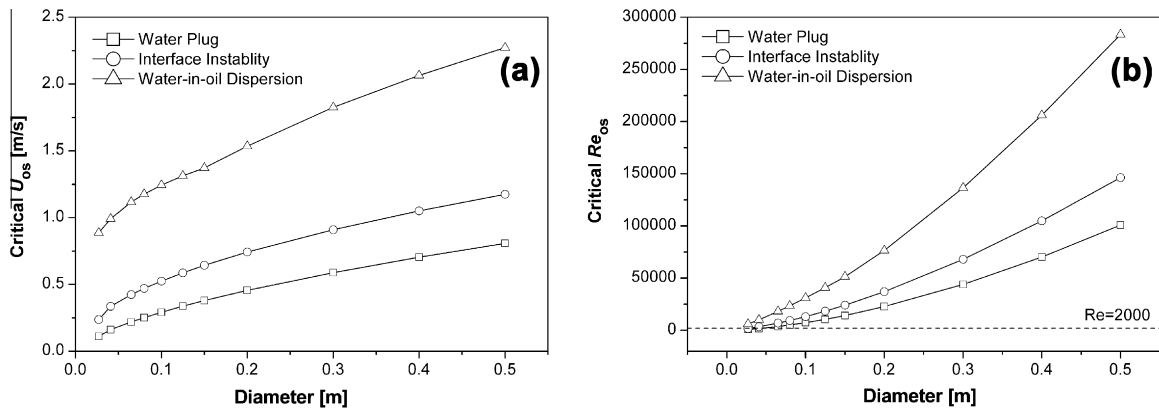 2.5
2.0
1.5
1.0
0.5
0.0
Critical Uos [m/s]
Water Plug
Interface Instablity
Water-in-oil Dispersion
(a)
0.0 0.1 0.2 0.3 0.4 0.5
Diameter [m]
300000
250000
200000
150000
100000
50000
0
Critical Reos
Water Plug
Interface Instablity
Water-in-oil Dispersion
(b)
Re=2000
0.0 0.1 0.2 0.3 0.4 0.5
Diameter [m]